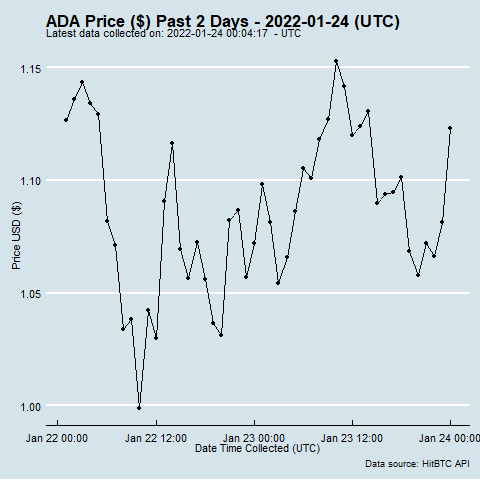 ADA Price ($) Past 2 Days - 2022-01-24 (UTC)
Latest data collected on: 2022-01-24 00:04:17 - UTC
1.15
1.10
1.05
1.00
Price USD ($)
Jan 22 00:00 Jan 22 12:00 Jan 23 00:00 Jan 23 12:00 Jan 24 00:00
Date Time Collected (UTC)
Data source: HitBTC API